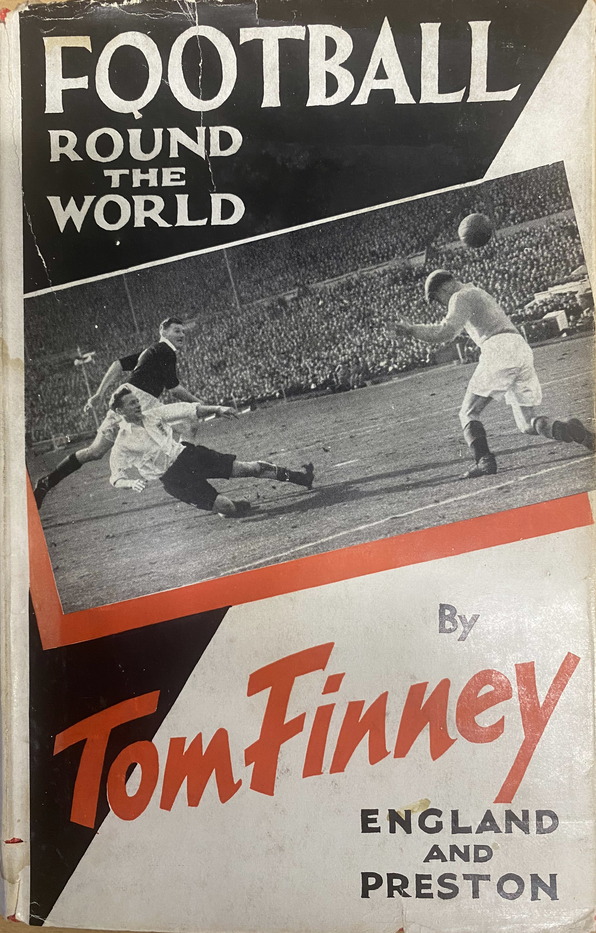 FOOTBALL
ROUND
THE
WORLD
By
Tom Finney
ENGLAND
AND
PRESTON